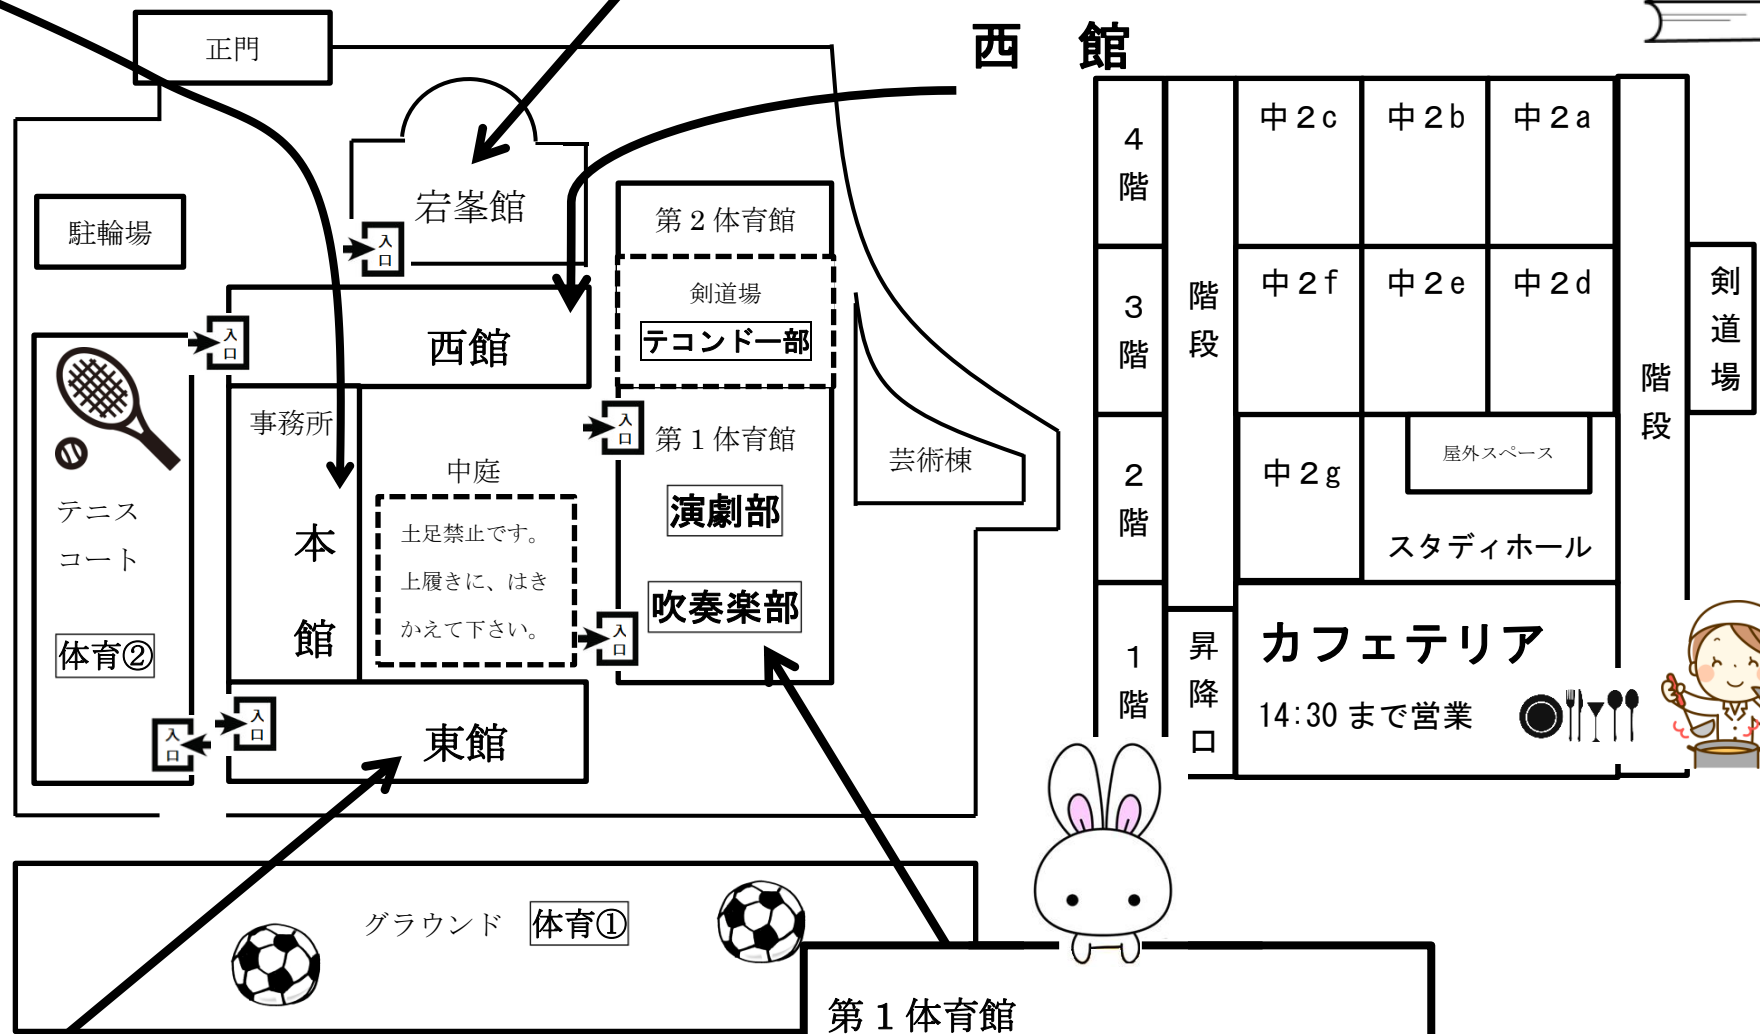 正門
西 館
岩峯館
入口
駐輪場
第２体育館
剣道場
テコンドー部
入口
西館
事務所
中庭
入口
第１体育館
演劇部
吹奏楽部
芸術棟
テニス
コート
体育②
本館
土足禁止です。
上履きに、はき
かえて下さい。
入口
入口
入口
東館
グラウンド
体育①
第１体育館
４階
３階
２階
１階
階段
昇降口
中２c
中２b
中２a
中２f
中２e
中２d
中２g
屋外スペース
スタディホール
カフェテリア
14:30 まで営業
階段
剣道場